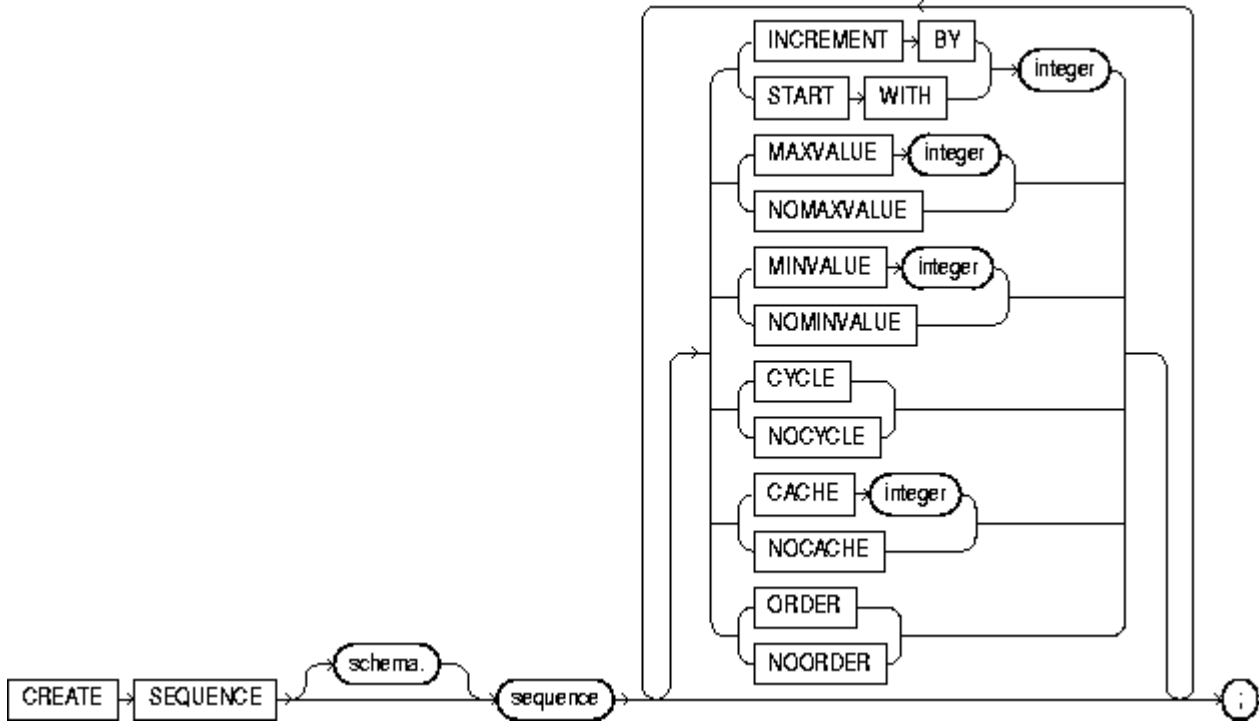 INCREMENT BY
integer
START WITH
MAXVALUE integer
NOMAXVALUE
MINVALUE integer
NOMINVALUE
CYCLE
NOCYCLE
CACHE integer
NOCACHE
ORDER
NOORDER
schema.
CREATE SEQUENCE sequence ;